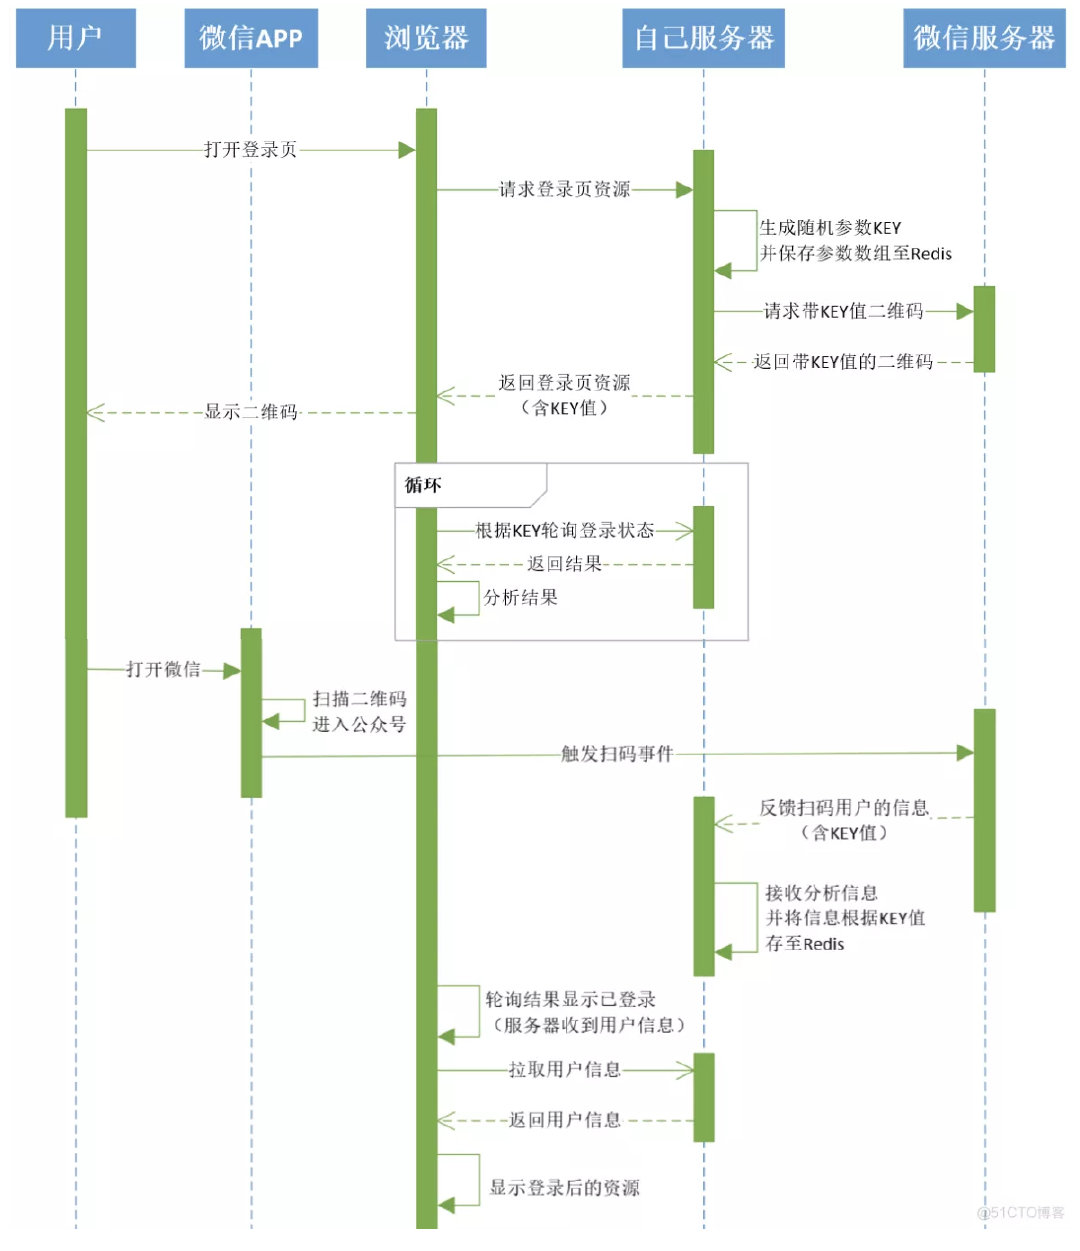 用户
微信APP
浏览器
自己服务器
微信服务器
打开登录页
请求登录页资源
生成随机参数KEY
并保存参数数组至Redis
请求带KEY值二维码
返回带KEY值的二维码
返回登录页资源
（含KEY值）
显示二维码
循环
根据KEY轮询登录状态
返回结果
分析结果
打开微信
扫描二维码
进入公众号
触发扫码事件
反馈扫码用户的信息
（含KEY值）
接收分析信息
并将信息根据KEY值
存至Redis
轮询结果显示已登录
（服务器收到用户信息）
拉取用户信息
返回用户信息
显示登录后的资源
@51CTO博客